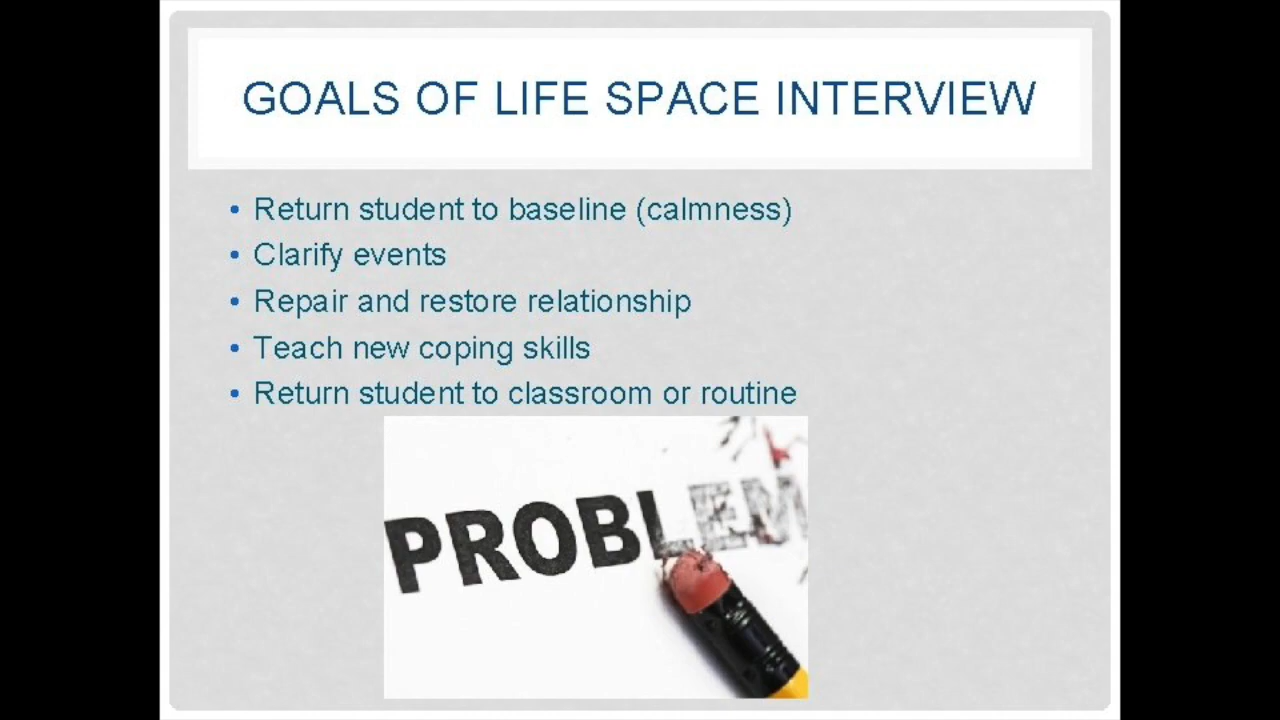 GOALS OF LIFE SPACE INTERVIEW
• Return student to baseline (calmness)
• Clarify events
• Repair and restore relationship
• Teach new coping skills
• Return student to classroom or routine
PROBLEM